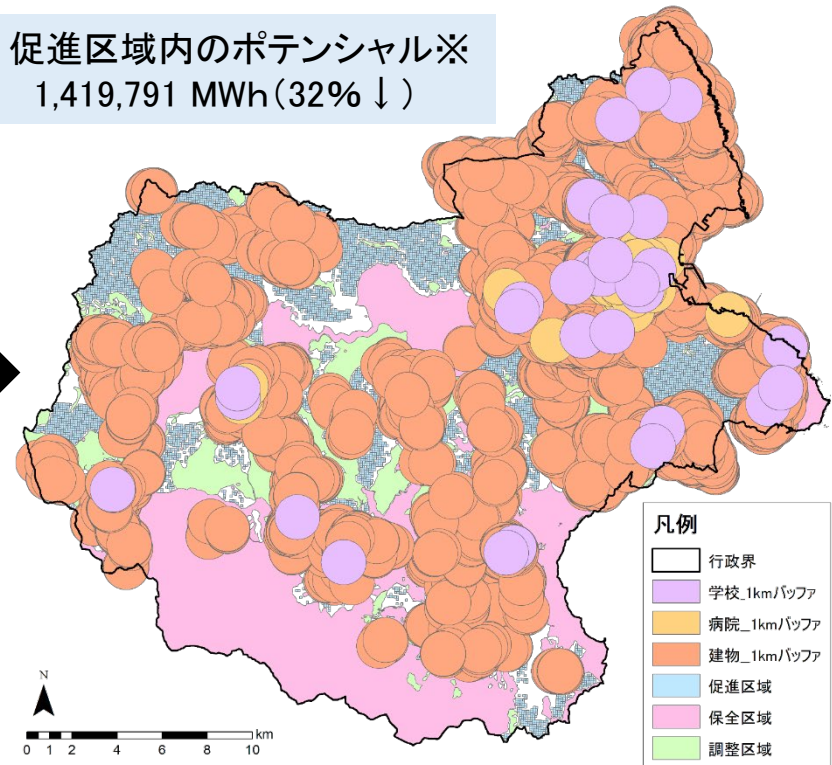 促進区域内のポテンシャル※
1,419,791 MWh(32%↓)
凡例
行政界
学校_1kmバッファ
病院_1kmバッファ
建物_1kmバッファ
促進区域
保全区域
調整区域
N
0 1 2 4 6 8 10 km